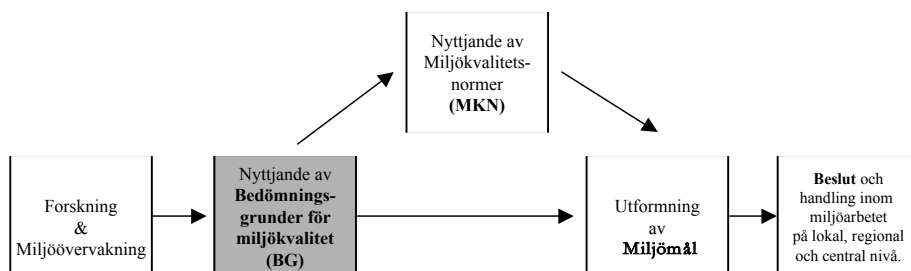 Nyttjande av
Miljökvalitets-
normer
(MKN)
Forskning
&
Miljöövervakning
Nyttjande av
Bedömnings-
grunder för
miljökvalitet
(BG)
Utformning
av
Miljömål
Beslut och
handling inom
miljöarbetet
på lokal, regional
och central nivå.